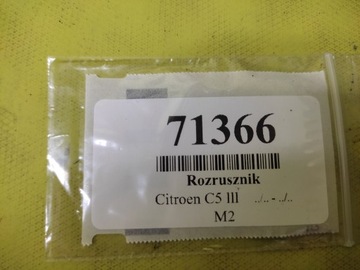 71366
Rozrusznik
Citroen C5 III ../.. - ../..
M2